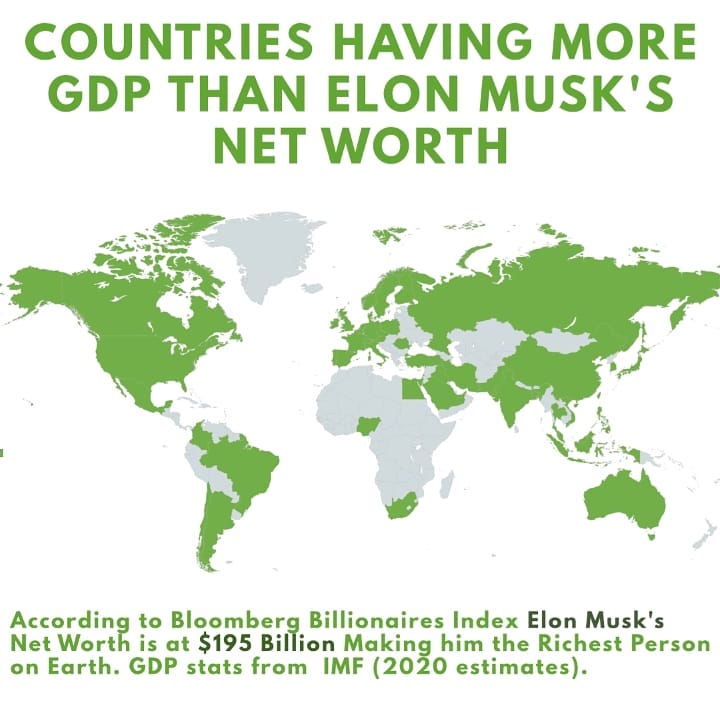 COUNTRIES HAVING MORE
GDP THAN ELON MUSK'S
NET WORTH
According to Bloomberg Billionaires Index Elon Musk's
Net Worth is at $195 Billion Making him the Richest Person
on Earth. GDP stats from IMF (2020 estimates).